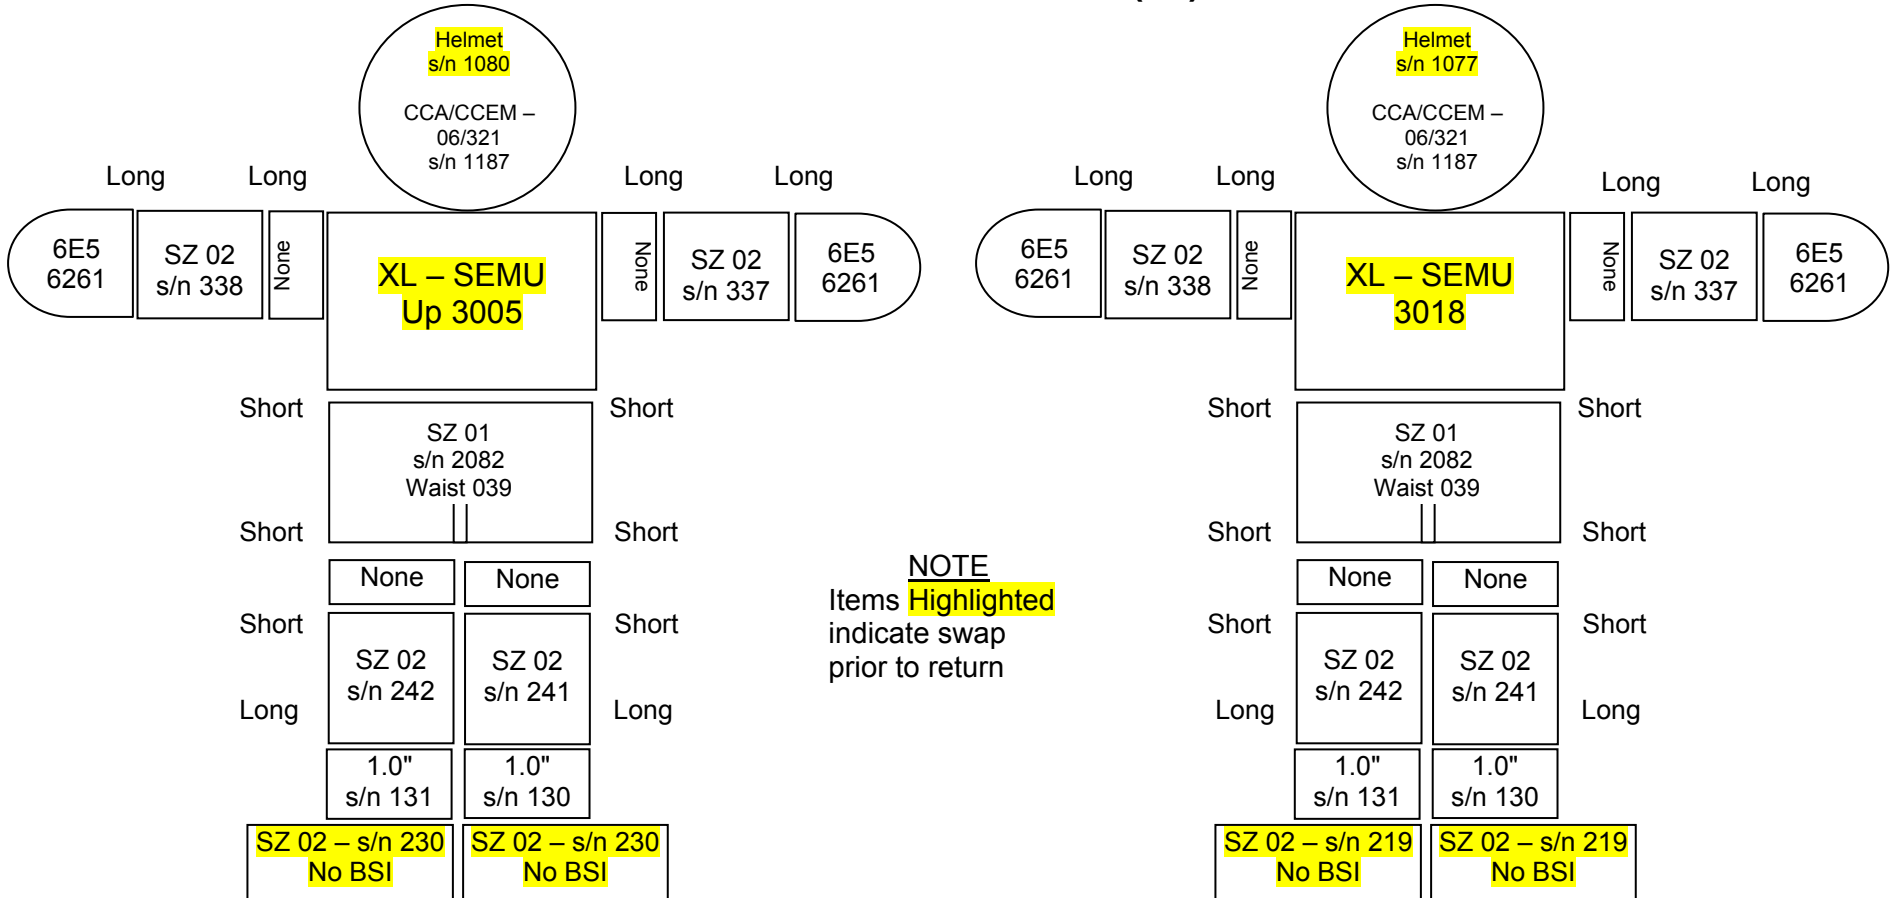 Helmet
s/n 1080
CCA/CCEM –
06/321
s/n 1187
Long
Long
Long
Long
6E5
6261
SZ 02
s/n 338
None
XL – SEMU
Up 3005
None
SZ 02
s/n 337
6E5
6261
Short
Short
SZ 01
s/n 2082
Waist 039
Short
Short
None
None
Short
Short
SZ 02
s/n 242
SZ 02
s/n 241
Long
Long
1.0"
s/n 131
1.0"
s/n 130
SZ 02 – s/n 230
No BSI
SZ 02 – s/n 230
No BSI
NOTE
Items Highlighted
indicate swap
prior to return
Helmet
s/n 1077
CCA/CCEM –
06/321
s/n 1187
Long
Long
Long
Long
6E5
6261
SZ 02
s/n 338
None
XL – SEMU
3018
None
SZ 02
s/n 337
6E5
6261
Short
Short
SZ 01
s/n 2082
Waist 039
Short
Short
None
None
Short
Short
SZ 02
s/n 242
SZ 02
s/n 241
Long
Long
1.0"
s/n 131
1.0"
s/n 130
SZ 02 – s/n 219
No BSI
SZ 02 – s/n 219
No BSI